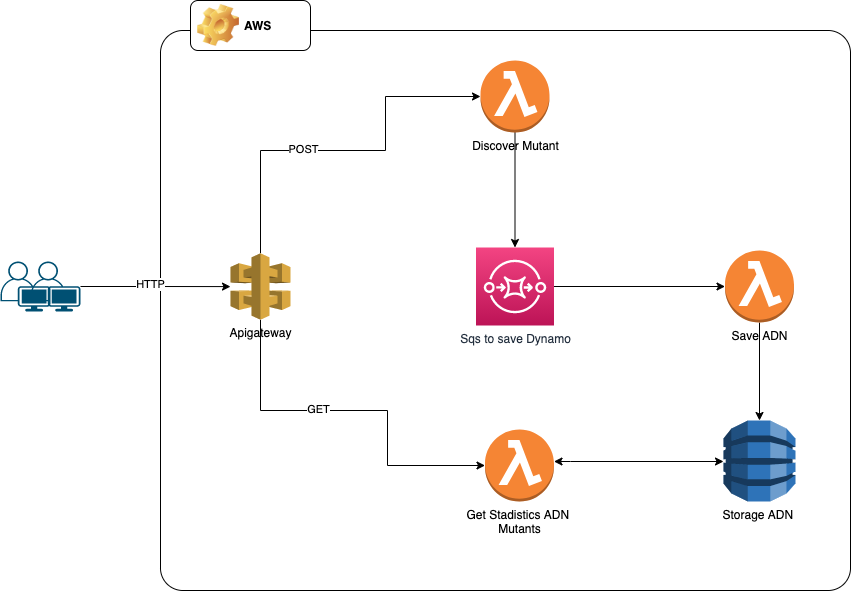 AWS
POST
Discover Mutant
HTTP
Apigateway
Sqs to save Dynamo
Save ADN
GET
Get Stadistics ADN
Mutants
Storage ADN